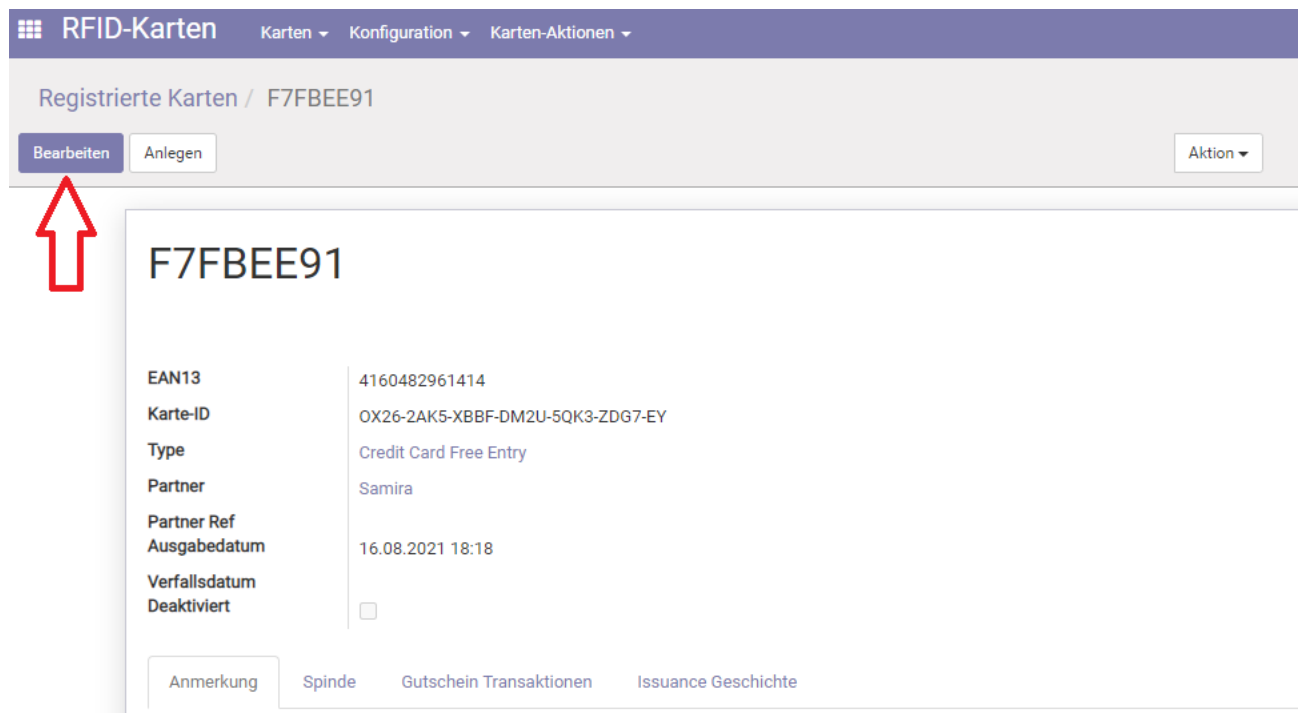 RFID-Karten Karten Konfiguration Karten-Aktionen
Registrierte Karten / F7FBEE91
Bearbeiten Anlegen Aktion
F7FBEE91
EAN13 4160482961414
Karte-ID OX26-2AK5-XBBF-DM2U-5QK3-ZDG7-EY
Type Credit Card Free Entry
Partner Samira
Partner Ref
Ausgabedatum 16.08.2021 18:18
Verfallsdatum
Deaktiviert
Anmerkung Spinde Gutschein Transaktionen Issuance Geschichte